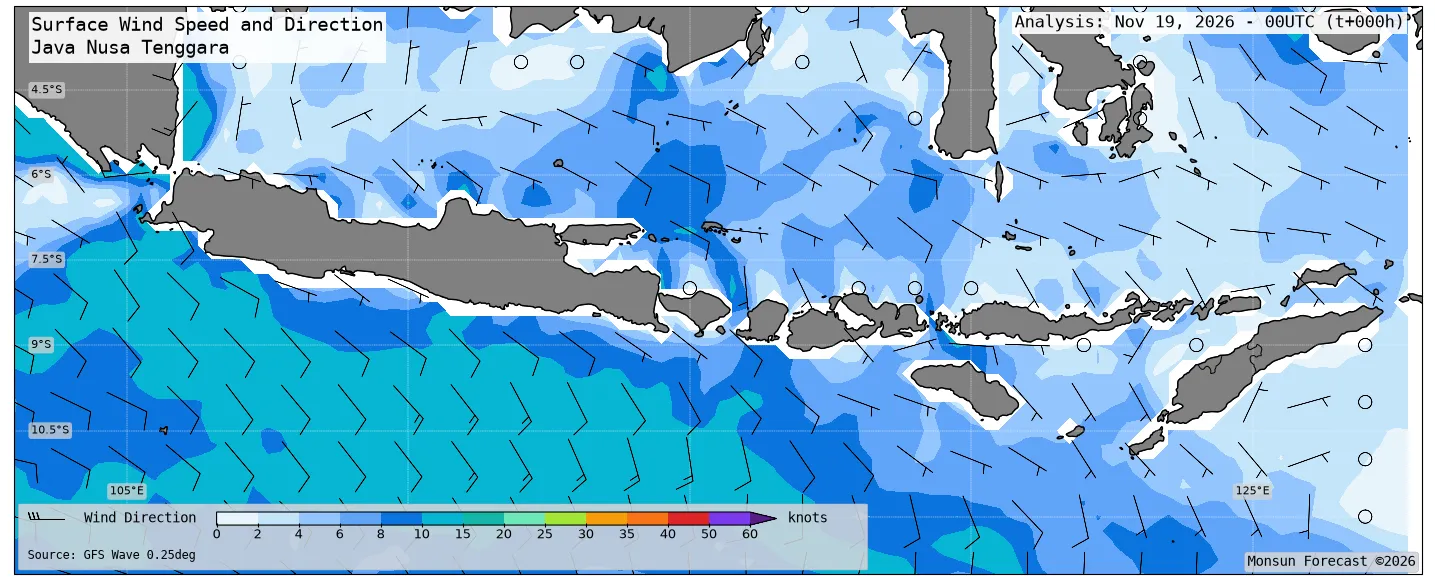 Surface Wind Speed and Direction
Java Nusa Tenggara
Analysis: Nov 19, 2026 - 00UTC (t+000h)
4.5°S
6°S
7.5°S
9°S
10.5°S
105°E
125°E
Wind Direction
knots
0 2 4 6 8 10 15 20 25 30 35 40 50 60
Source: GFS Wave 0.25deg
Monsun Forecast ©2026